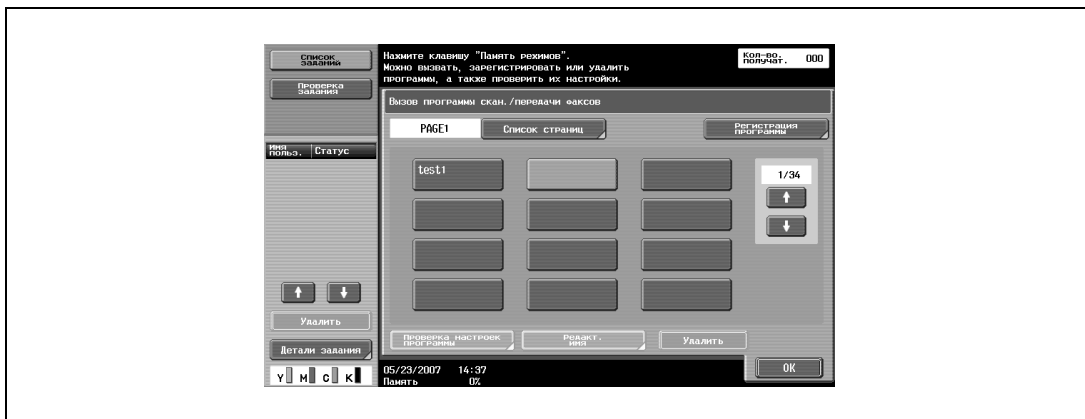 Список
заданий
Проверка
задания
Имя
польз.
Статус
Удалить
Детали задания
Y M C K
Нажмите клавишу "Память режимов".
Можно вызвать, зарегистрировать или удалить
программы, а также проверить их настройки.
Кол-во.
получат.
000
Вызов программы скан./передачи факсов
PAGE1
Список страниц
Регистрация
программы
test1
1/34
Проверка настроек
программы
Редакт.
имя
Удалить
05/23/2007 14:37
Память 0%
OK